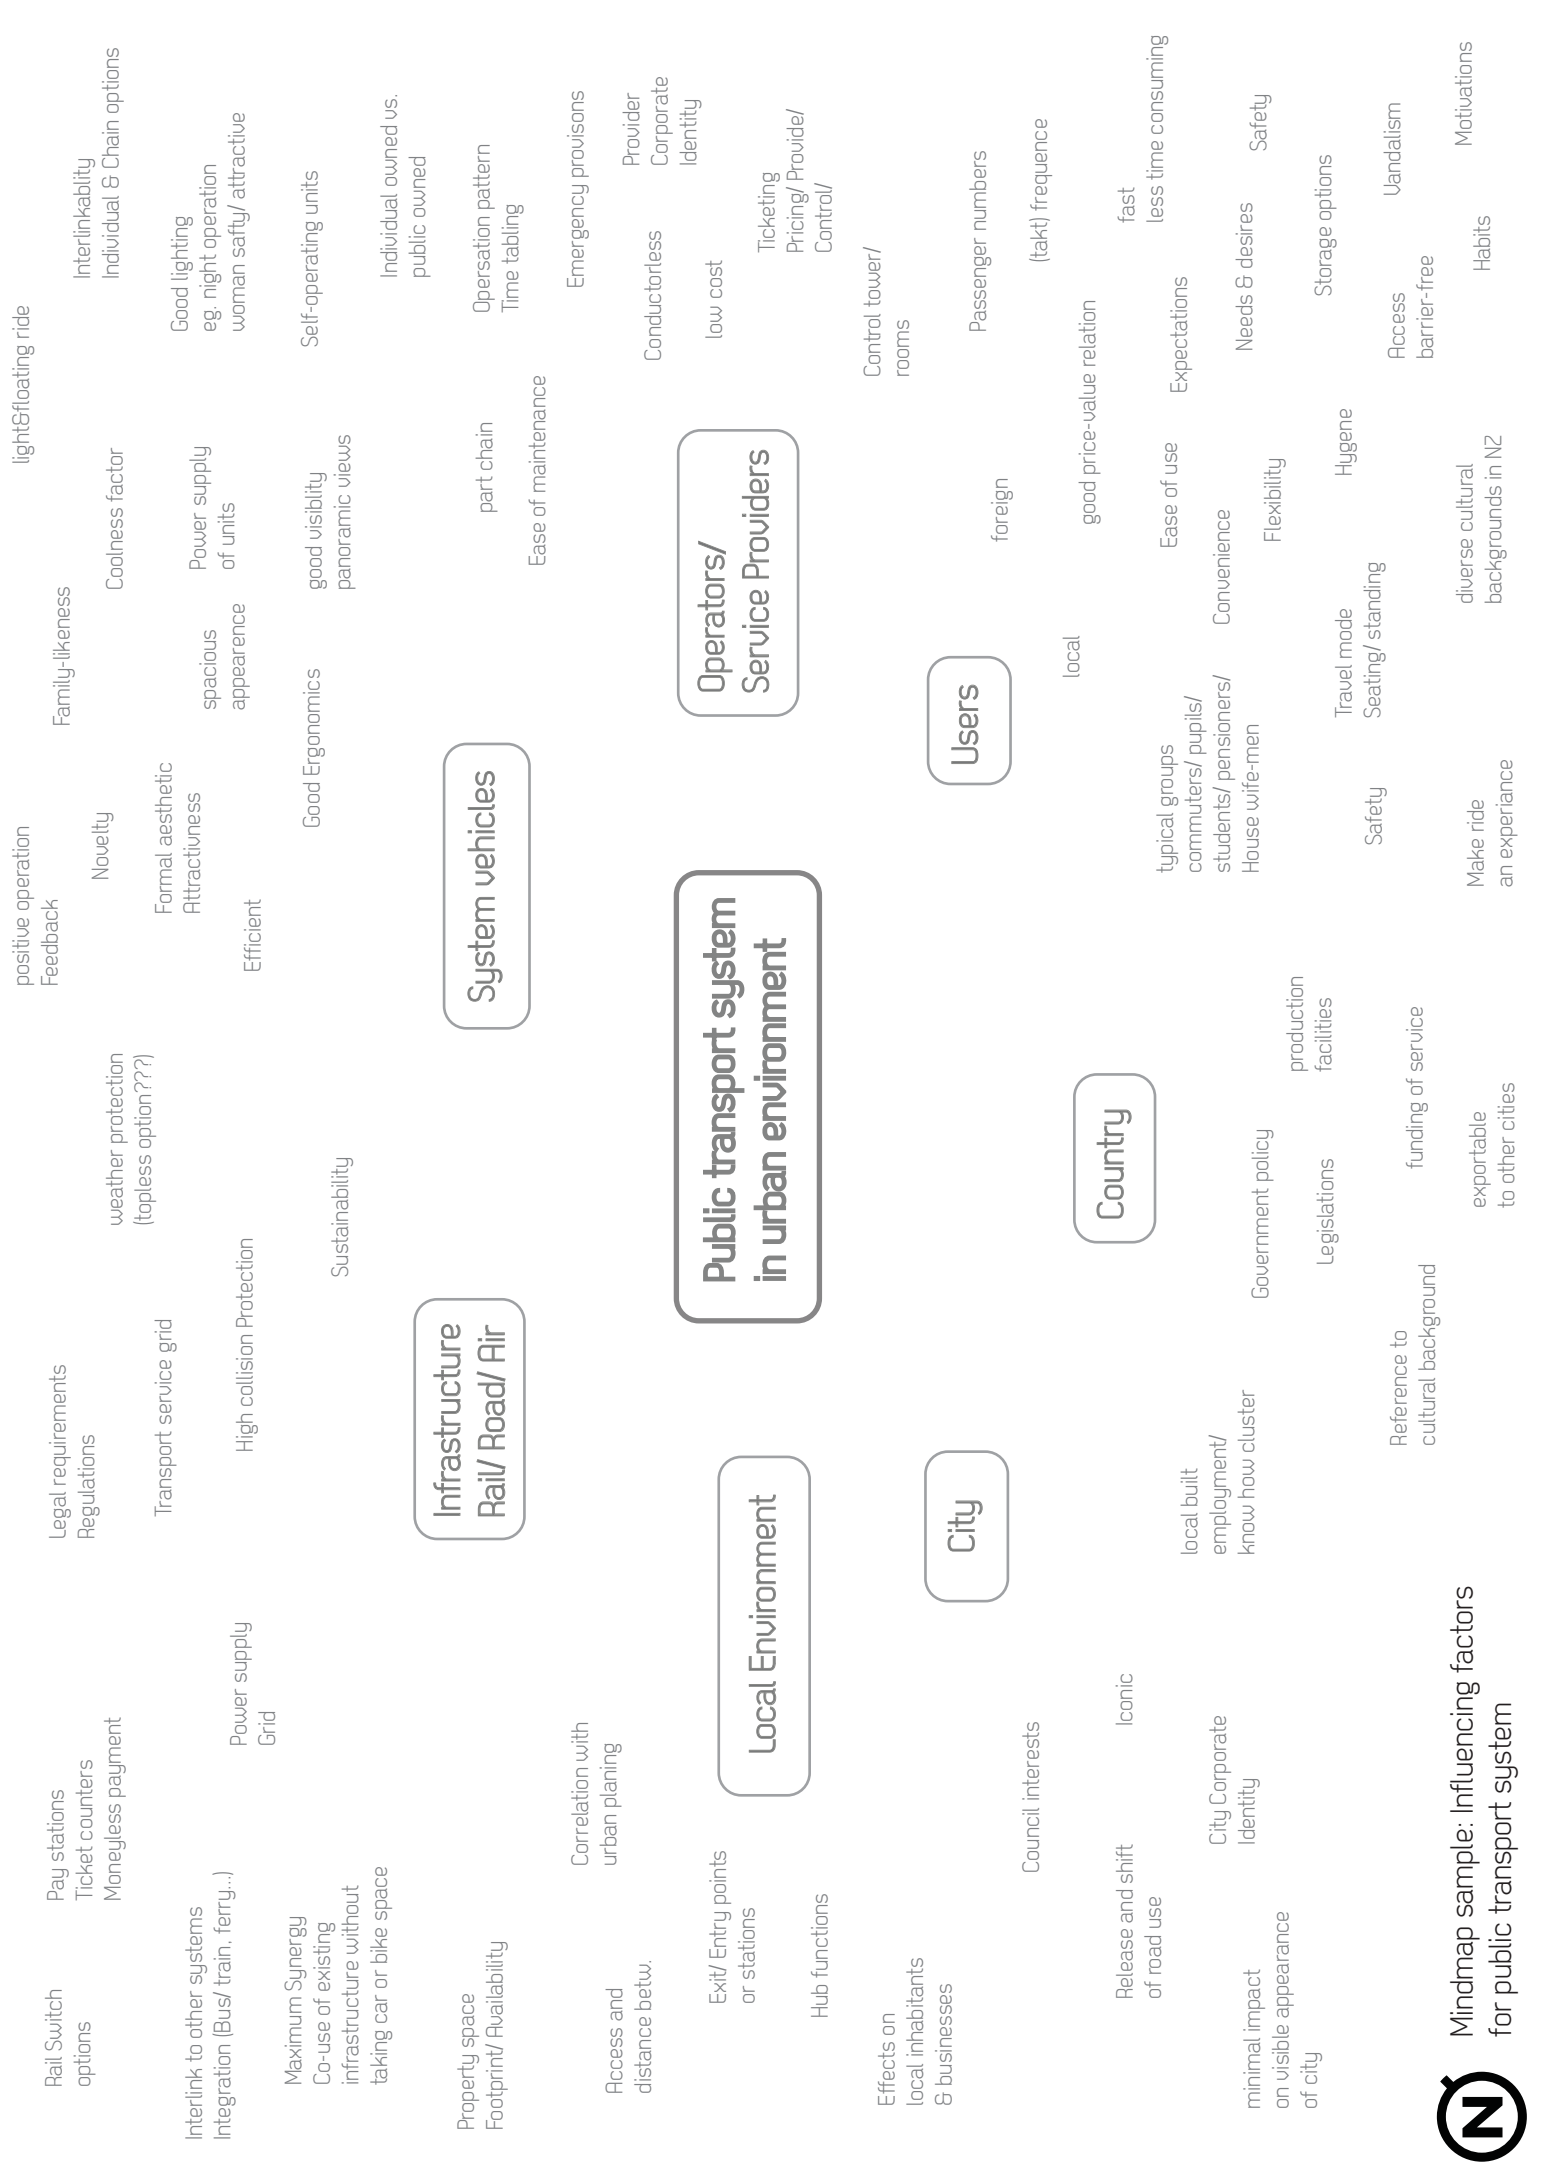 Rail Switch
options
Pay stations
Ticket counters
Moneyless payment
Legal requirements
Regulations
weather protection
(topless option???)
positive operation
Feedback
Novelty
Family-likeness
light&floating ride
Coolness factor
Interlinkablity
Individual & Chain options
Interlink to other systems
Integration (Bus/ train, ferry...)
Power supply
Grid
Transport service grid
High collision Protection
Formal aesthetic
Attractivness
Efficient
spacious
appearence
Power supply
of units
Good lighting
eg. night operation
woman safty/ attractive
Maximum Synergy
Co-use of existing
infrastructure without
taking car or bike space
Sustainability
Good Ergonomics
good visiblity
panoramic views
Self-operating units
Individual owned vs.
public owned
Property space
Footprint/ Availability
Infrastructure
Rail/ Road/ Air
System vehicles
part chain
Ease of maintenance
Opersation pattern
Time tabling
Emergency provisons
Correlation with
urban planing
Access and
distance betw.
Provider
Corporate
Identity
Conductorless
low cost
Exit/ Entry points
or stations
Local Environment
Public transport system
in urban environment
Operators/
Service Providers
Ticketing
Pricing/ Provide/
Control/
Hub functions
Control tower/
rooms
Effects on
local inhabitants
& businesses
City
Users
foreign
Passenger numbers
(takt) frequence
Council interests
local
good price-value relation
Country
Release and shift
of road use
Iconic
fast
less time consuming
typical groups
commuters/ pupils/
students/ pensioners/
House wife-men
Ease of use
Expectations
Convenience
City Corporate
Identity
local built
employment/
know how cluster
Needs & desires
Safety
Flexibility
minimal impact
on visible appearance
of city
Government policy
Legislations
production
facilities
Storage options
Travel mode
Seating/ standing
Hygene
Safety
Access
barrier-free
Vandalism
Reference to
cultural background
funding of service
Habits
Motivations
diverse cultural
backgrounds in NZ
Make ride
an experiance
exportable
to other cities
N
Mindmap sample: Influencing factors
for public transport system